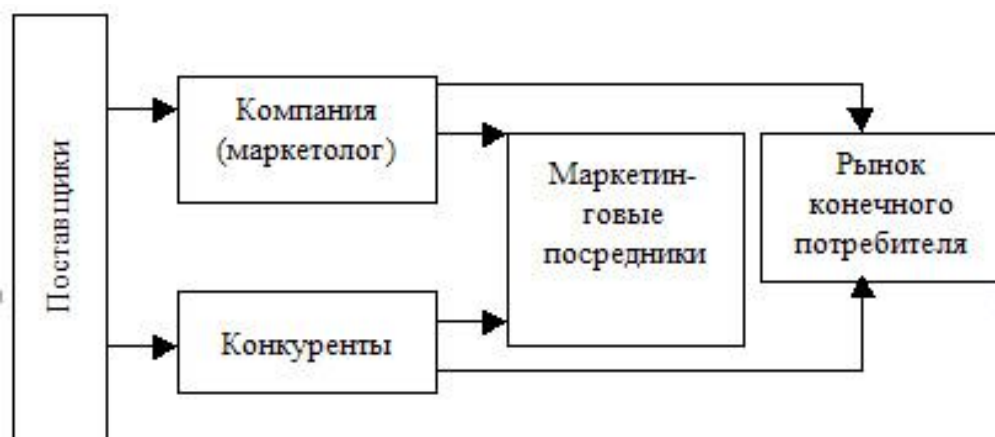 Поставщики
Компания
(маркетолог)
Конкуренты
Маркетин-
говые
посредники
Рынок
конечного
потребителя